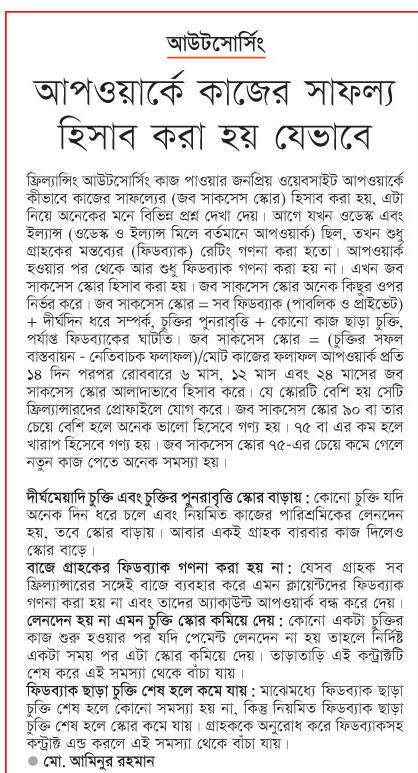 আউটসোর্সিং
আপওয়ার্কে কাজের সাফল্য
হিসাব করা হয় যেভাবে
ফ্রিল্যান্সিং আউটসোর্সিং কাজ পাওয়ার জনপ্রিয় ওয়েবসাইট আপওয়ার্কে
কীভাবে কাজের সাফল্যের (জব সাকসেস স্কোর) হিসাব করা হয়, এটা
নিয়ে অনেকের মনে বিভিন্ন প্রশ্ন দেখা দেয়। আগে যখন ওডেস্ক এবং
ইল্যান্স (ওডেস্ক ও ইল্যান্স মিলে বর্তমানে আপওয়ার্ক) ছিল, তখন শুধু
গ্রাহকের মন্তব্যের (ফিডব্যাক) রেটিং গণনা করা হতো। আপওয়ার্ক
হওয়ার পর থেকে আর শুধু ফিডব্যাক গণনা করা হয় না। এখন জব
সাকসেস স্কোর হিসাব করা হয়। জব সাকসেস স্কোর অনেক কিছুর ওপর
নির্ভর করে। জব সাকসেস স্কোর = সব ফিডব্যাক (পাবলিক ও প্রাইভেট)
+ দীর্ঘদিন ধরে সম্পর্ক, চুক্তির পুনরাবৃত্তি + কোনো কাজ ছাড়া চুক্তি,
পর্যাপ্ত ফিডব্যাকের ঘাটতি। জব সাকসেস স্কোর = (চুক্তির সফল
বাস্তবায়ন - নেতিবাচক ফলাফল)/মোট কাজের ফলাফল আপওয়ার্ক প্রতি
১৪ দিন পরপর রোববারে ৬ মাস, ১২ মাস এবং ২৪ মাসের জব
সাকসেস স্কোর আলাদাভাবে হিসাব করে। যে স্কোরটি বেশি হয় সেটি
ফ্রিল্যান্সারদের প্রোফাইলে যোগ করে। জব সাকসেস স্কোর ৯০ বা তার
চেয়ে বেশি হলে অনেক ভালো হিসেবে গণ্য হয়। ৭৫ বা এর কম হলে
খারাপ হিসেবে গণ্য হয়। জব সাকসেস স্কোর ৭৫-এর চেয়ে কমে গেলে
নতুন কাজ পেতে অনেক সমস্যা হয়।
দীর্ঘমেয়াদি চুক্তি এবং চুক্তির পুনরাবৃত্তি স্কোর বাড়ায় : কোনো চুক্তি যদি
অনেক দিন ধরে চলে এবং নিয়মিত কাজের পারিশ্রমিকের লেনদেন
হয়, তবে স্কোর বাড়ায়। আবার একই গ্রাহক বারবার কাজ দিলেও
স্কোর বাড়ে।
বাজে গ্রাহকের ফিডব্যাক গণনা করা হয় না : যেসব গ্রাহক সব
ফ্রিল্যান্সারের সঙ্গেই বাজে ব্যবহার করে এমন ক্লায়েন্টদের ফিডব্যাক
গণনা করা হয় না এবং তাদের অ্যাকাউন্ট আপওয়ার্ক বন্ধ করে দেয়।
লেনদেন হয় না এমন চুক্তি স্কোর কমিয়ে দেয় : কোনো একটা চুক্তির
কাজ শুরু হওয়ার পর যদি পেমেন্ট লেনদেন না হয় তাহলে নির্দিষ্ট
একটা সময় পর এটা স্কোর কমিয়ে দেয়। তাড়াতাড়ি এই কন্ট্রাক্টটি
শেষ করে এই সমস্যা থেকে বাঁচা যায়।
ফিডব্যাক ছাড়া চুক্তি শেষ হলে কমে যায় : মাঝেমধ্যে ফিডব্যাক ছাড়া
চুক্তি শেষ হলে কোনো সমস্যা হয় না, কিন্তু নিয়মিত ফিডব্যাক ছাড়া
চুক্তি শেষ হলে স্কোর কমে যায়। গ্রাহককে অনুরোধ করে ফিডব্যাকসহ
কন্ট্রাক্ট এন্ড করলে এই সমস্যা থেকে বাঁচা যায়।
● মো. আমিনুর রহমান